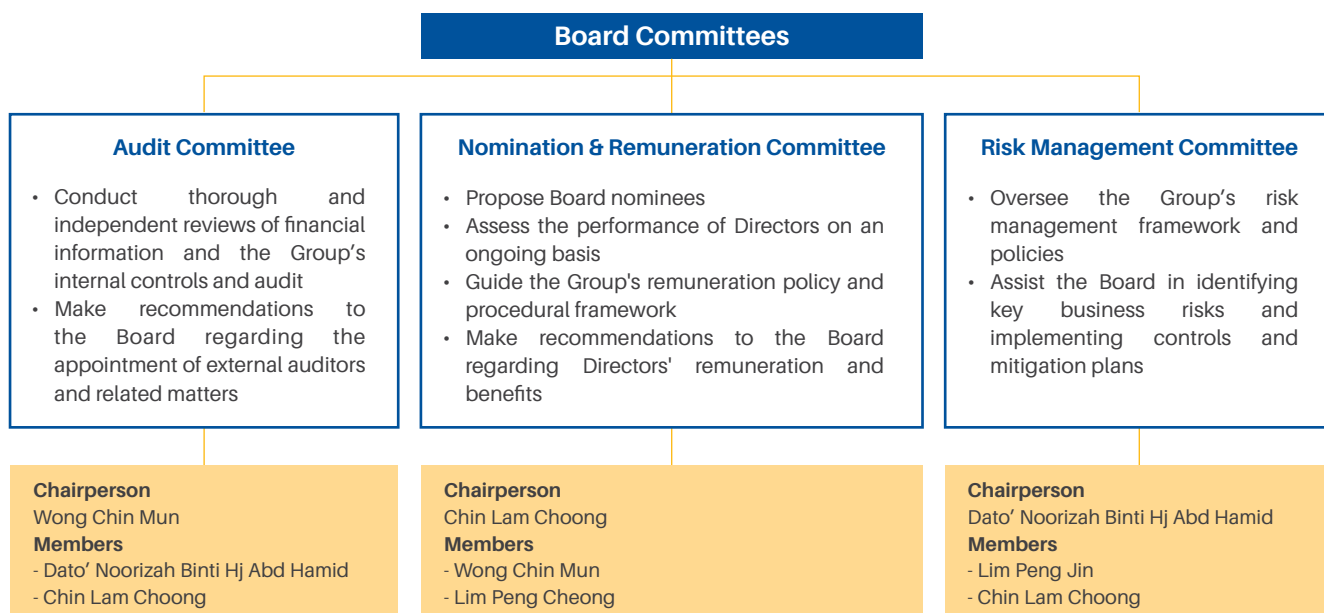 Board Committees
Audit Committee
• Conduct thorough and
independent reviews of financial
information and the Group's
internal controls and audit
• Make recommendations to
the Board regarding the
appointment of external auditors
and related matters
Chairperson
Wong Chin Mun
Members
- Dato' Noorizah Binti Hj Abd Hamid
- Chin Lam Choong
Nomination & Remuneration Committee
• Propose Board nominees
• Assess the performance of Directors on an
ongoing basis
• Guide the Group's remuneration policy and
procedural framework
• Make recommendations to the Board
regarding Directors' remuneration and
benefits
Chairperson
Chin Lam Choong
Members
- Wong Chin Mun
- Lim Peng Cheong
Risk Management Committee
• Oversee the Group's risk
management framework and
policies
• Assist the Board in identifying
key business risks and
implementing controls and
mitigation plans
Chairperson
Dato' Noorizah Binti Hj Abd Hamid
Members
- Lim Peng Jin
- Chin Lam Choong